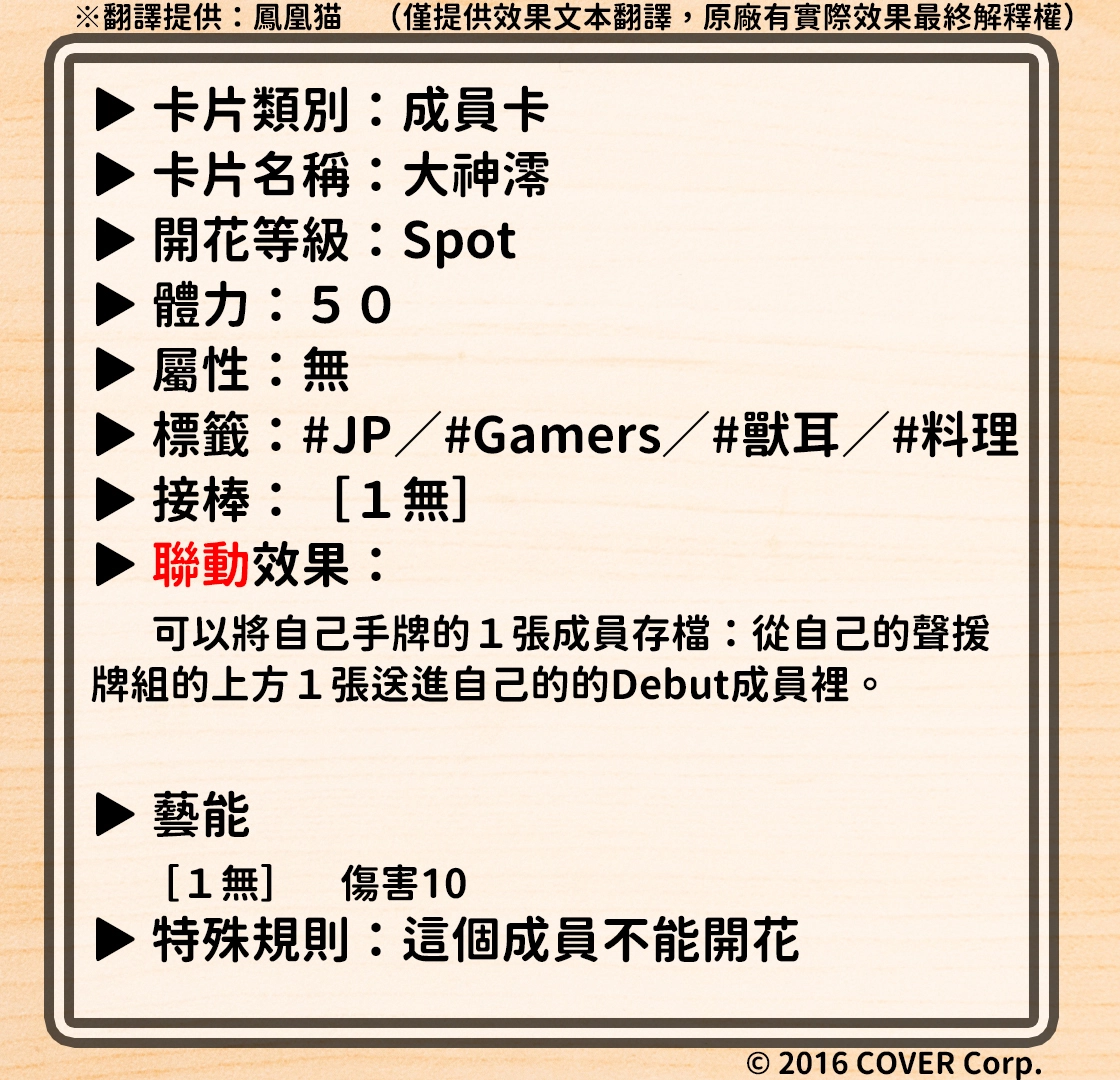 ※翻譯提供：鳳凰猫　（僅提供效果文本翻譯，原廠有實際效果最終解釋權）
▶ 卡片類別：成員卡
▶ 卡片名稱：大神澪
▶ 開花等級：Spot
▶ 體力：５０
▶ 屬性：無
▶ 標籤：#JP／#Gamers／#獸耳／#料理
▶ 接棒：［１無］
▶ 聯動效果：
可以將自己手牌的１張成員存檔：從自己的聲援
牌組的上方１張送進自己的的Debut成員裡。
▶ 藝能
［１無］　傷害10
▶ 特殊規則：這個成員不能開花
© 2016 COVER Corp.